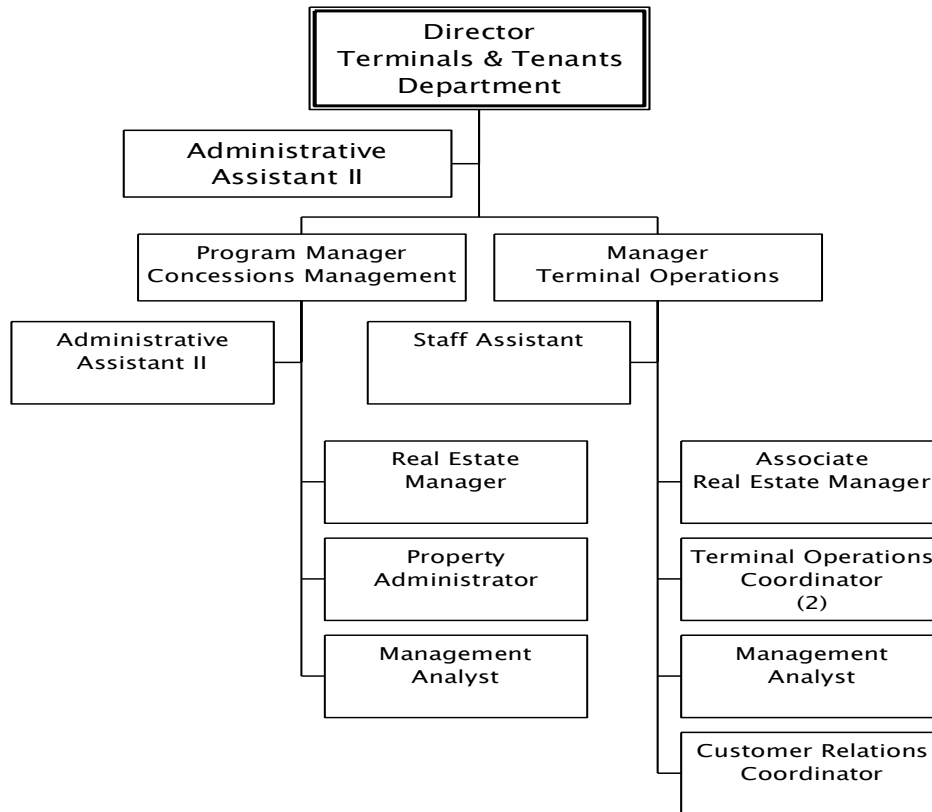 Director
Terminals & Tenants
Department
Administrative
Assistant II
Program Manager
Concessions Management
Manager
Terminal Operations
Administrative
Assistant II
Staff Assistant
Real Estate
Manager
Property
Administrator
Management
Analyst
Associate
Real Estate Manager
Terminal Operations
Coordinator
(2)
Management
Analyst
Customer Relations
Coordinator